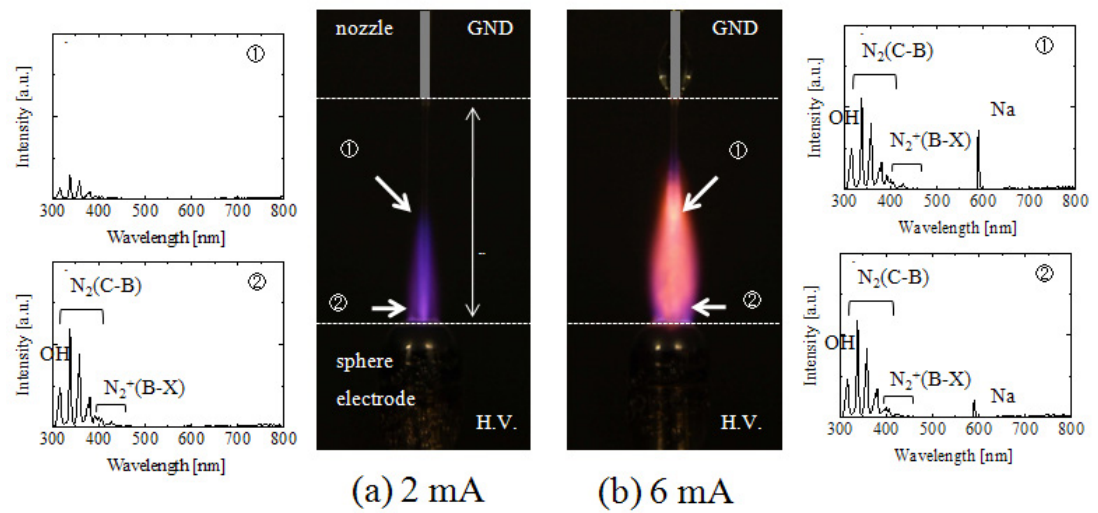 ①
Intensity [a.u.]
300 400 500 600 700 800
Wavelength [nm]
②
N₂(C-B)
OH
N₂⁺(B-X)
Intensity [a.u.]
300 400 500 600 700 800
Wavelength [nm]
nozzle GND
①
②
sphere
electrode
H.V.
(a) 2 mA
GND
①
②
H.V.
(b) 6 mA
①
N₂(C-B)
OH
Na
N₂⁺(B-X)
Intensity [a.u.]
300 400 500 600 700 800
Wavelength [nm]
②
N₂(C-B)
OH
N₂⁺(B-X)
Na
Intensity [a.u.]
300 400 500 600 700 800
Wavelength [nm]